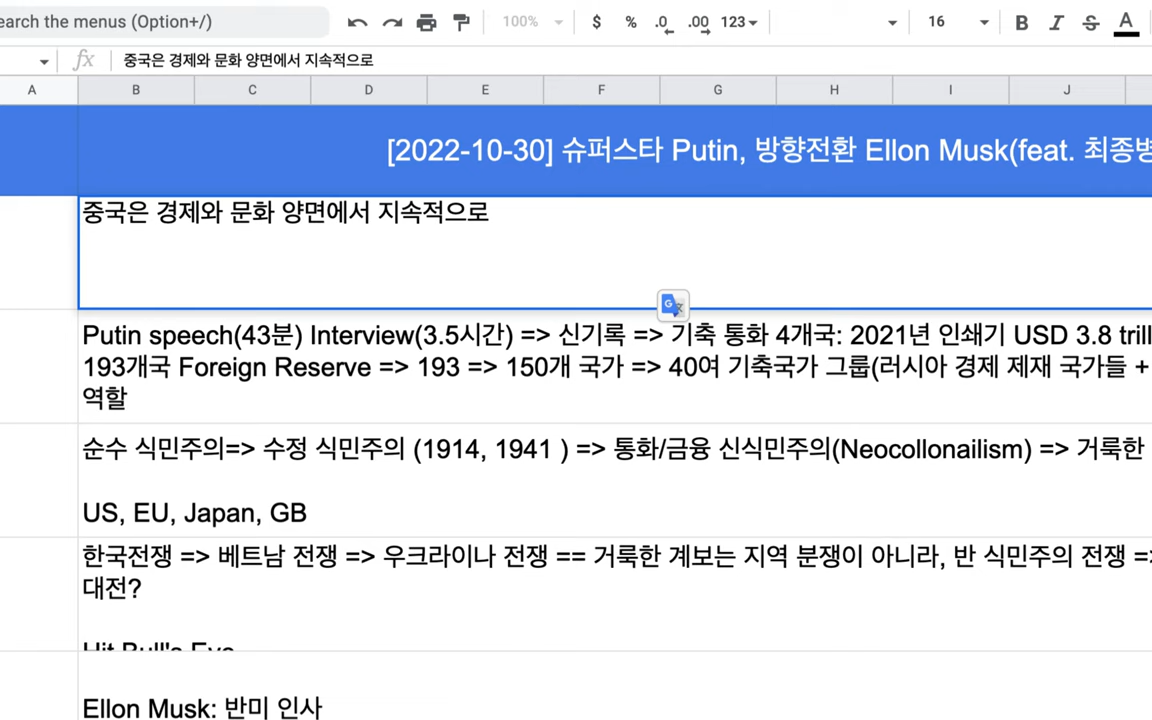 earch the menus (Option+/)
100%
$
%
.0
.00
123
16
B
I
S
A
fx
중국은 경제와 문화 양면에서 지속적으로
A
B
C
D
E
F
G
H
I
J
[2022-10-30] 슈퍼스타 Putin, 방향전환 Ellon Musk(feat. 최종병
중국은 경제와 문화 양면에서 지속적으로
Putin speech(43분) Interview(3.5시간) => 신기록 => 기축 통화 4개국: 2021년 인쇄기 USD 3.8 trill
193개국 Foreign Reserve => 193 => 150개 국가 => 40여 기축국가 그룹(러시아 경제 제재 국가들 +
역할
순수 식민주의=> 수정 식민주의 (1914, 1941 ) => 통화/금융 신식민주의(Neocollonailism) => 거룩한
US, EU, Japan, GB
한국전쟁 => 베트남 전쟁 => 우크라이나 전쟁 == 거룩한 계보는 지역 분쟁이 아니라, 반 식민주의 전쟁 =>
대전?
Hit Bull's Eye
Ellon Musk: 반미 인사